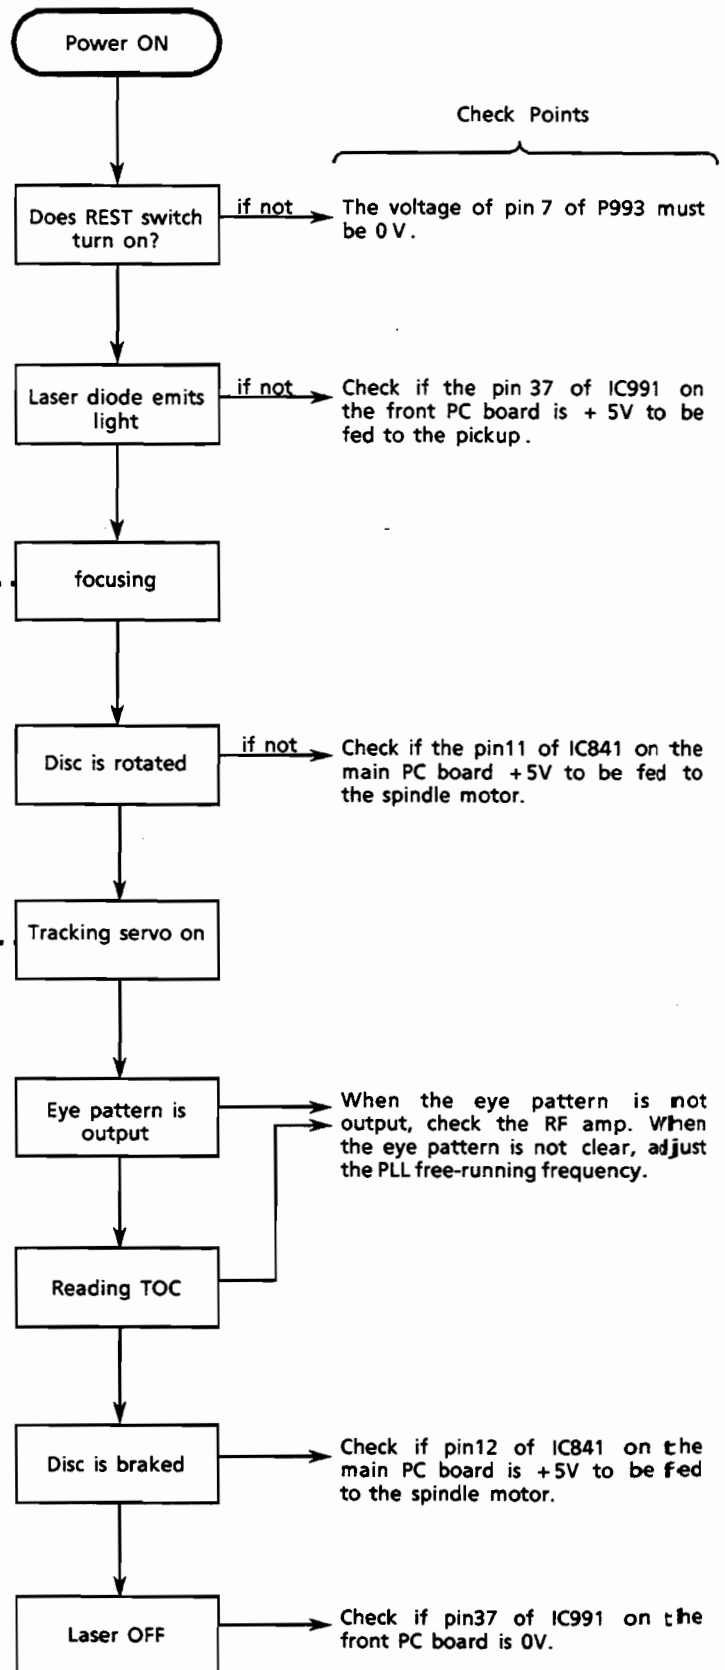 Power ON
Check Points
Does REST switch
turn on?
if not
The voltage of pin 7 of P993 must
be 0 V.
Laser diode emits
light
if not
Check if the pin 37 of IC991 on
the front PC board is + 5V to be
fed to the pickup.
focusing
Disc is rotated
if not
Check if the pin11 of IC841 on the
main PC board +5V to be fed to
the spindle motor.
Tracking servo on
Eye pattern is
output
When the eye pattern is not
output, check the RF amp. When
the eye pattern is not clear, adjust
the PLL free-running frequency.
Reading TOC
Disc is braked
Check if pin12 of IC841 on the
main PC board is +5V to be fed
to the spindle motor.
Laser OFF
Check if pin37 of IC991 on the
front PC board is 0V.